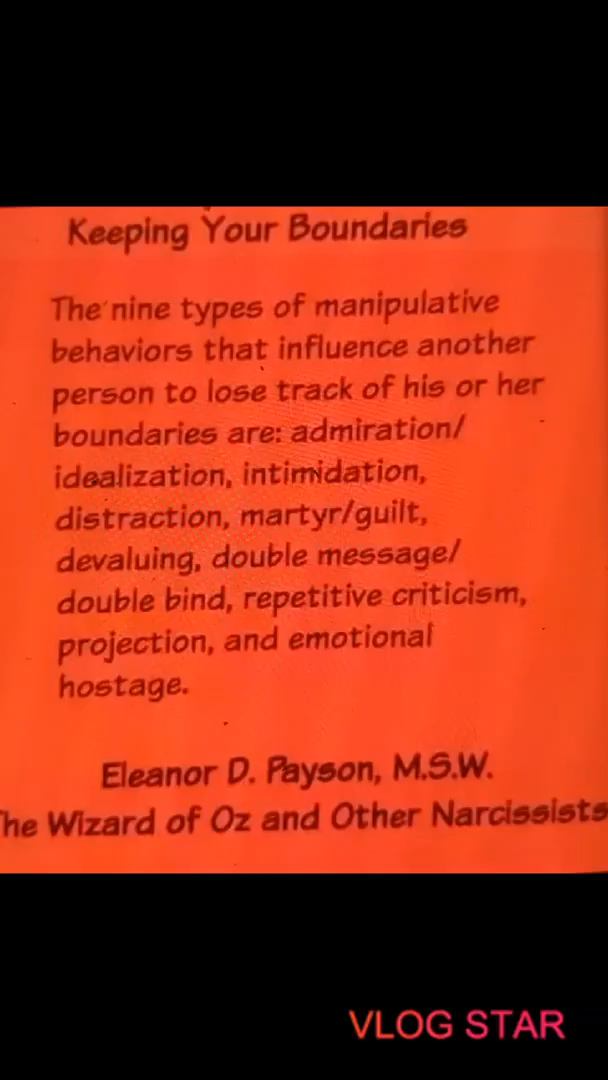 Keeping Your Boundaries
The nine types of manipulative
behaviors that influence another
person to lose track of his or her
boundaries are: admiration/
idealization, intimidation,
distraction, martyr/guilt,
devaluing, double message/
double bind, repetitive criticism,
projection, and emotional
hostage.
Eleanor D. Payson, M.S.W.
The Wizard of Oz and Other Narcissists
VLOG STAR